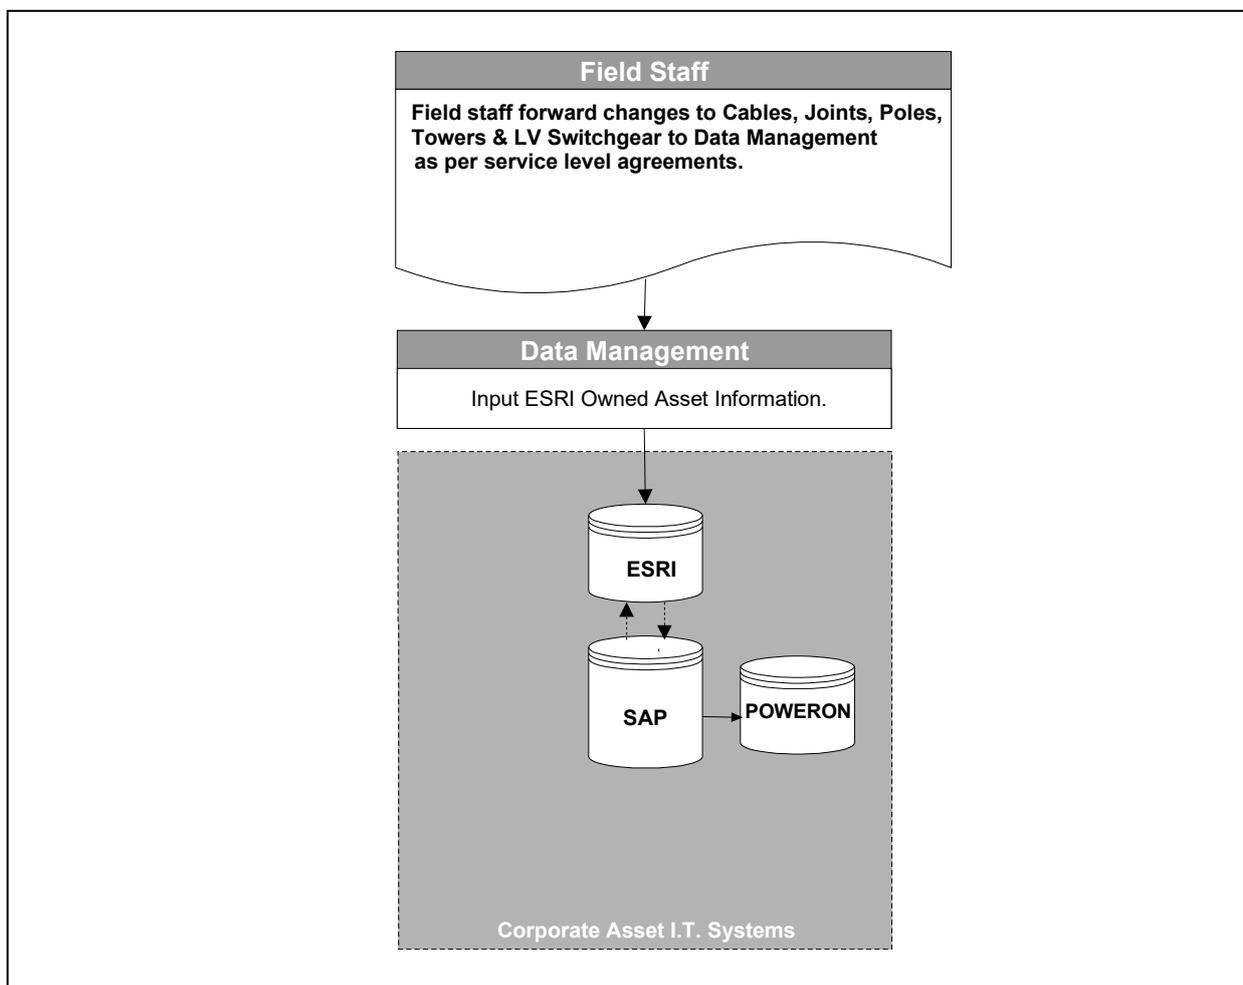 Field Staff
Field staff forward changes to Cables, Joints, Poles,
Towers & LV Switchgear to Data Management
as per service level agreements.
Data Management
Input ESRI Owned Asset Information.
ESRI
SAP
POWERON
Corporate Asset I.T. Systems